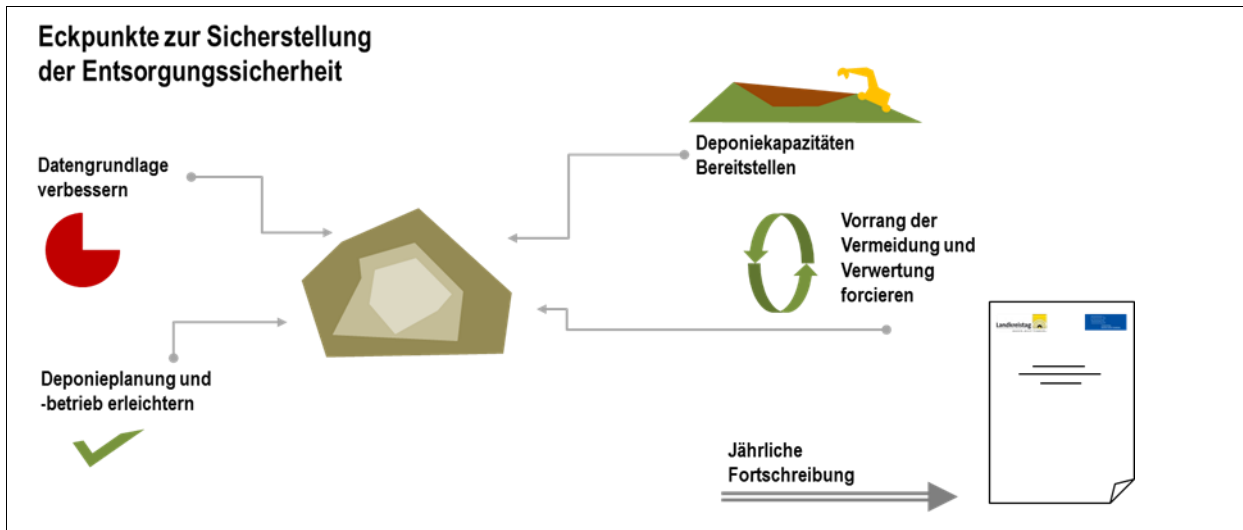 Eckpunkte zur Sicherstellung
der Entsorgungssicherheit
Datengrundlage
verbessern
Deponieplanung und
-betrieb erleichtern
Deponiekapazitäten
Bereitstellen
Vorrang der
Vermeidung und
Verwertung
forcieren
Jährliche
Fortschreibung
Landkreistag